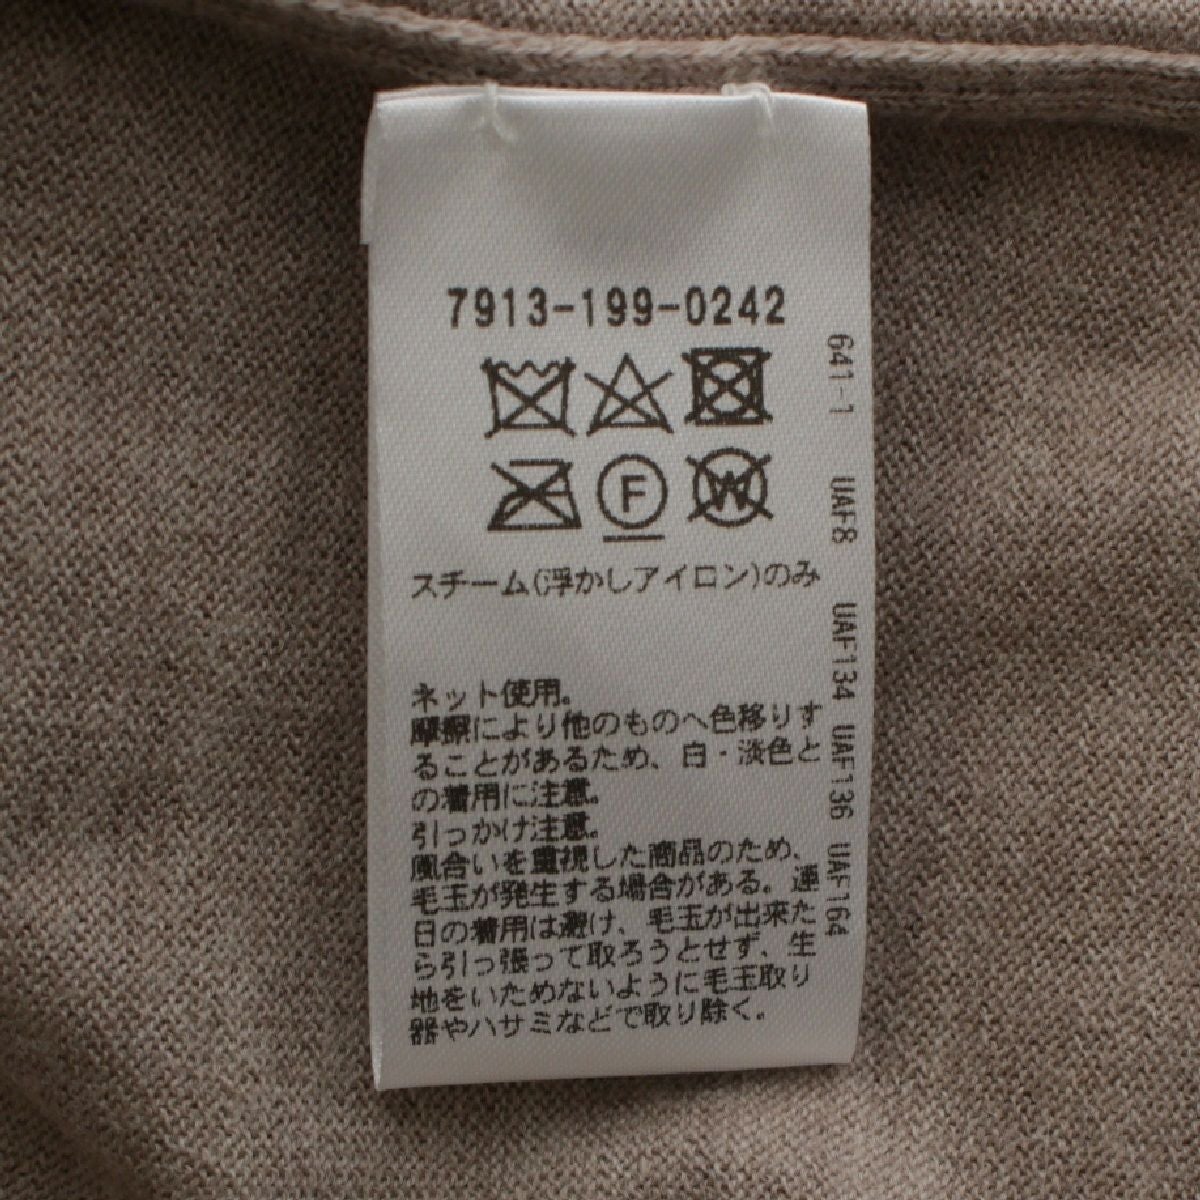 7913-199-0242
F
W
スチーム(浮かしアイロン)のみ
ネット使用。
摩擦により他のものへ色移りす
ることがあるため、白・淡色と
の着用に注意。
引っかけ注意。
風合いを重視した商品のため、
毛玉が発生する場合がある。連
日の着用は避け、毛玉が出来た
ら引っ張って取ろうとせず、生
地をいためないように毛玉取り
器やハサミなどで取り除く。
641-1 UAF8 UAF134 UAF136 UAF164